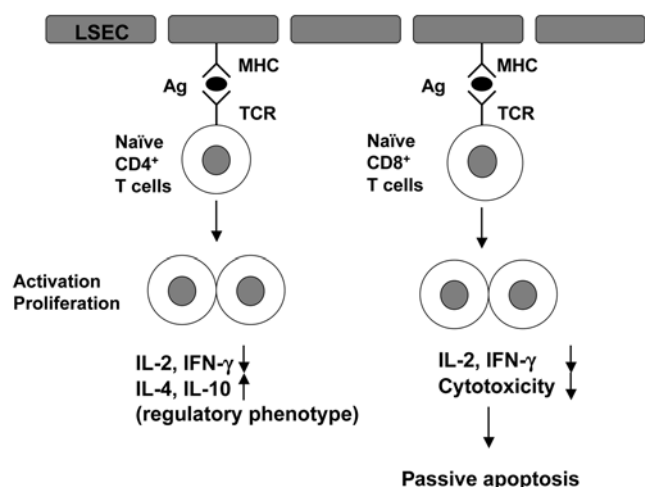 LSEC
MHC
Ag
TCR
Naïve
CD4⁺
T cells
MHC
Ag
TCR
Naïve
CD8⁺
T cells
Activation
Proliferation
IL-2, IFN-γ ↓
IL-4, IL-10 ↑
(regulatory phenotype)
IL-2, IFN-γ ↓
Cytotoxicity ↓
Passive apoptosis